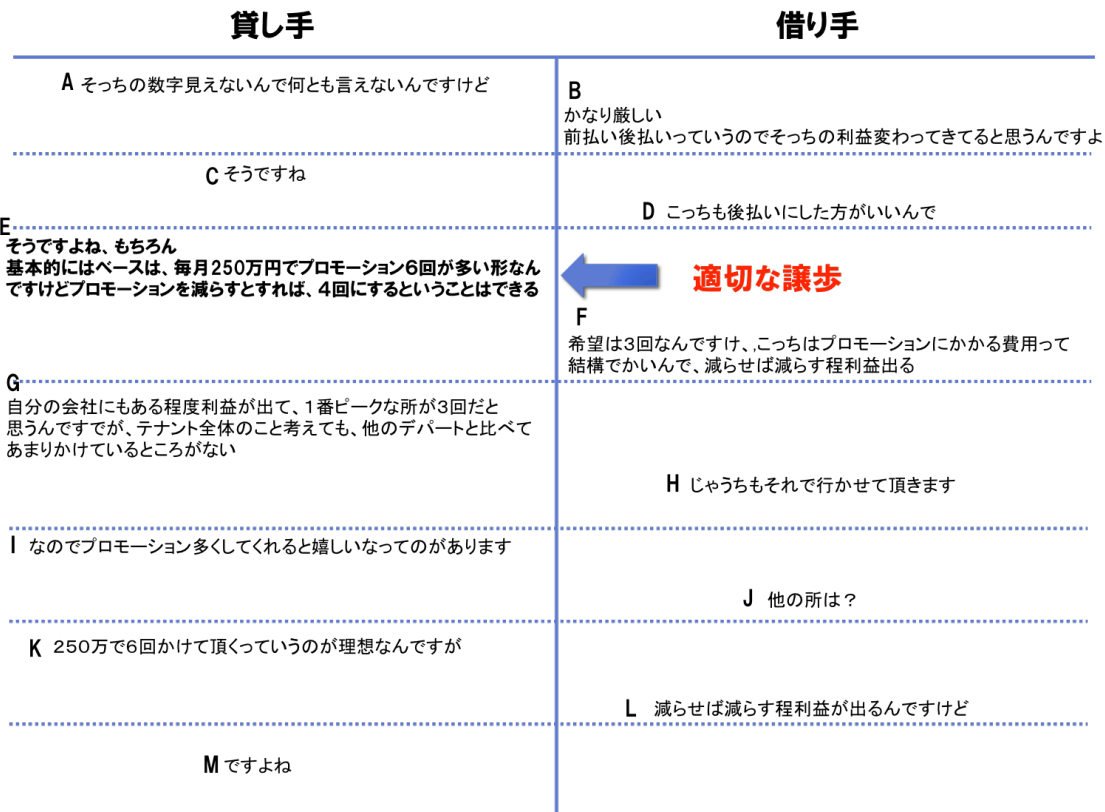 貸し手
借り手
A そっちの数字見えないんで何とも言えないんですけど
B
かなり厳しい
前払い後払いっていうのでそっちの利益変わってきてると思うんですよ
C そうですね
D こっちも後払いにした方がいいんで
E
そうですよね、もちろん
基本的にはベースは、毎月250万円でプロモーション6回が多い形なん
ですけどプロモーションを減らすとすれば、4回にするということはできる
適切な譲歩
F
希望は3回なんですけ、,こっちはプロモーションにかかる費用って
結構でかいんで、減らせば減らす程利益出る
G
自分の会社にもある程度利益が出て、1番ピークな所が3回だと
思うんですでが、テナント全体のこと考えても、他のデパートと比べて
あまりかけているところがない
H じゃうちもそれで行かせて頂きます
I なのでプロモーション多くしてくれると嬉しいなってのがあります
J 他の所は？
K 250万で6回かけて頂くっていうのが理想なんですが
L 減らせば減らす程利益が出るんですけど
M ですよね